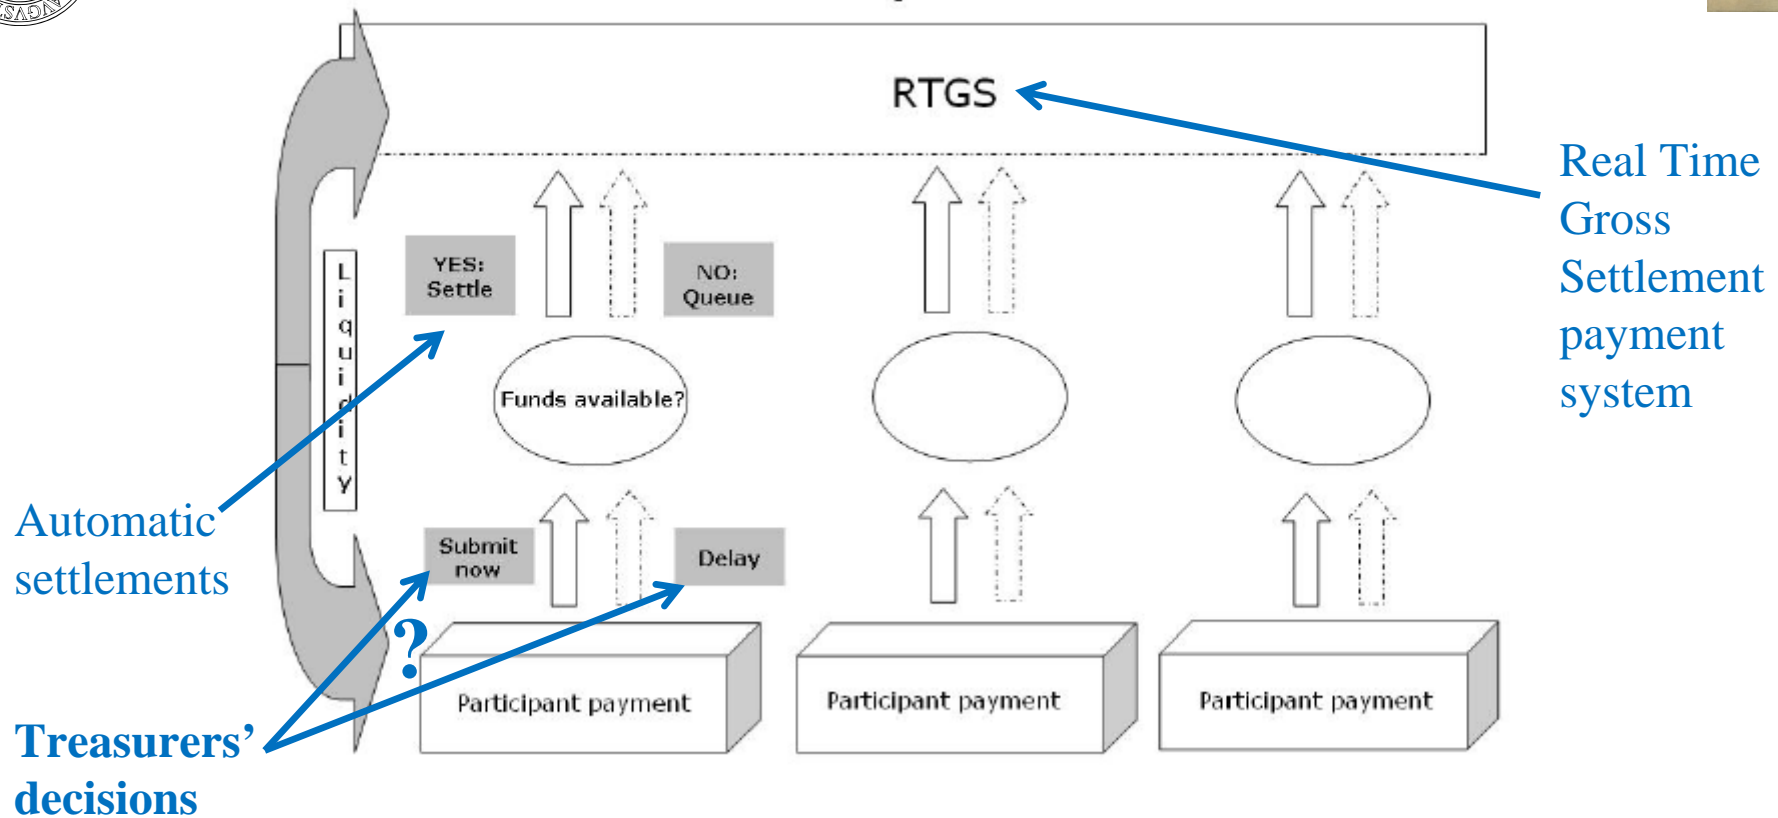 RTGS
Real Time
Gross
Settlement
payment
system
YES:
Settle
NO:
Queue
Liquidity
Funds available?
Automatic
settlements
Submit
now
Delay
?
Participant payment
Participant payment
Participant payment
Treasurers’
decisions